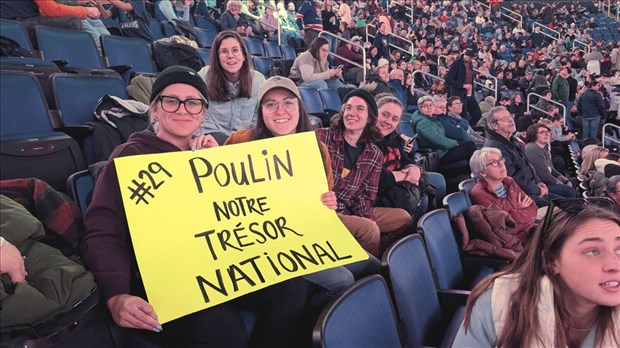 #29 POULIN
NOTRE
TRÉSOR
NATIONAL